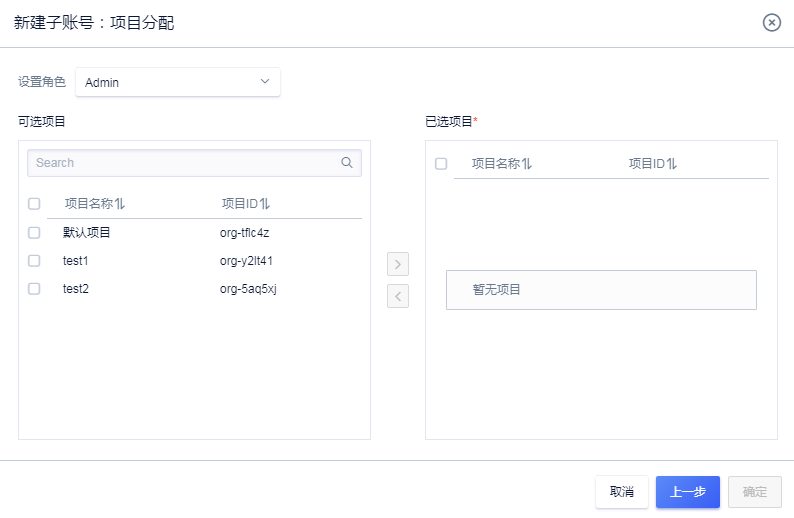 新建子账号：项目分配
设置角色 Admin
可选项目
Search
项目名称 项目ID
默认项目 org-tflc4z
test1 org-y2lt41
test2 org-5aq5xj
已选项目*
项目名称 项目ID
暂无项目
取消 上一步 确定